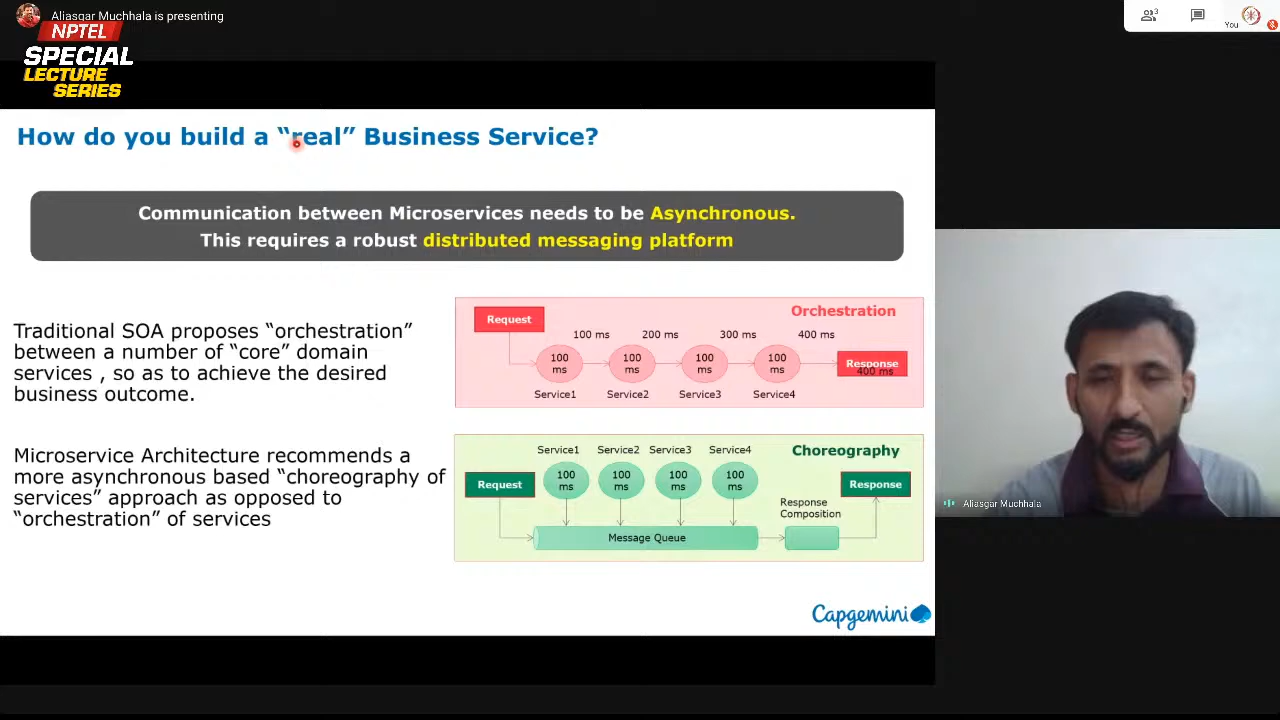 Aliasgar Muchhala is presenting
NPTEL
SPECIAL
LECTURE
SERIES
3
You
How do you build a “real” Business Service?
Communication between Microservices needs to be Asynchronous.
This requires a robust distributed messaging platform
Traditional SOA proposes “orchestration”
between a number of “core” domain
services , so as to achieve the desired
business outcome.
Orchestration
Request
100 ms
200 ms
300 ms
400 ms
100
ms
100
ms
100
ms
100
ms
Response
400 ms
Service1
Service2
Service3
Service4
Microservice Architecture recommends a
more asynchronous based “choreography of
services” approach as opposed to
“orchestration” of services
Service1
Service2
Service3
Service4
Choreography
Request
100
ms
100
ms
100
ms
100
ms
Response
Response
Composition
Message Queue
Capgemini
Aliasgar Muchhala